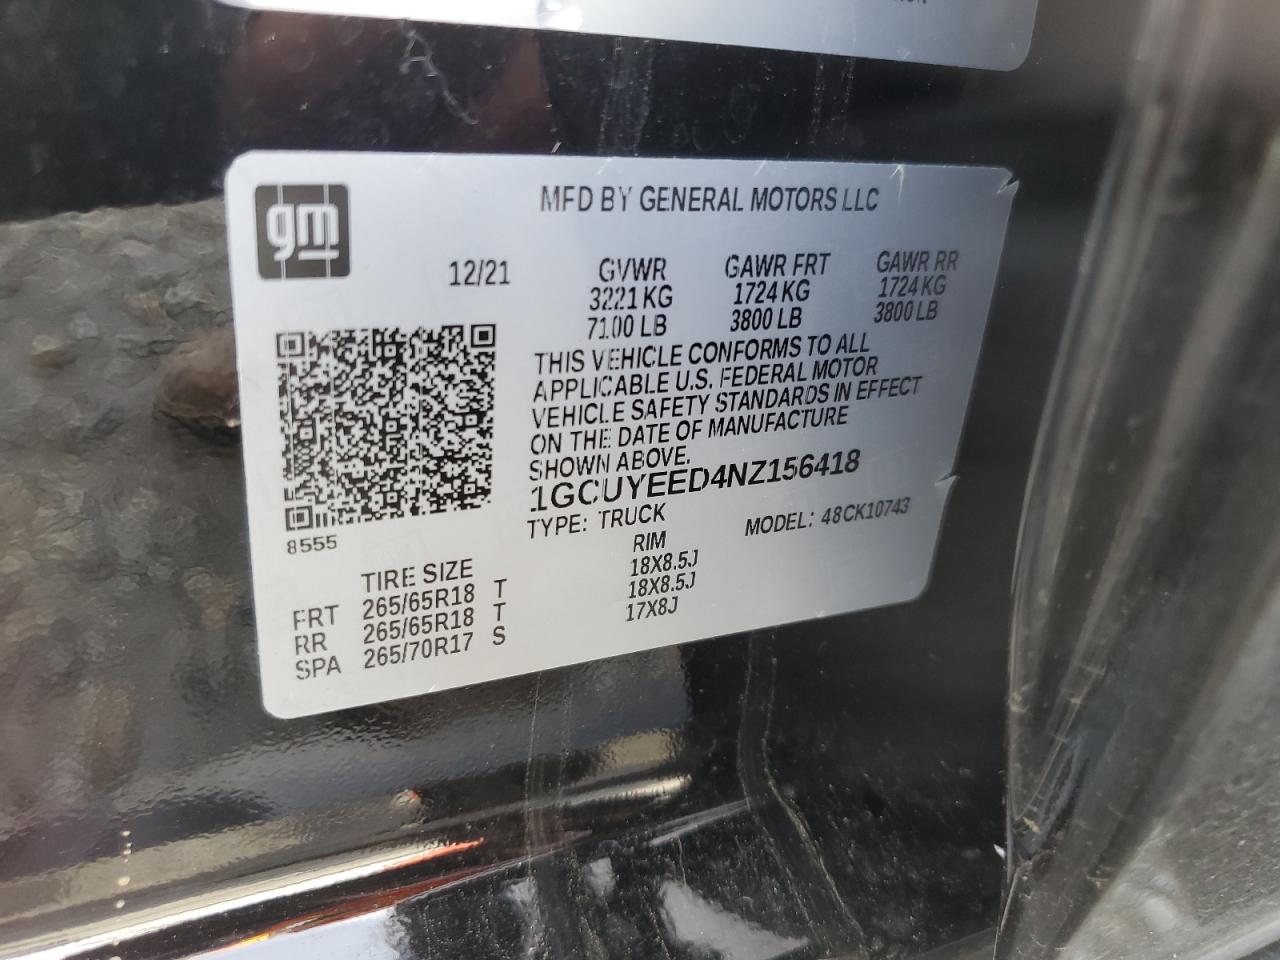 gm
MFD BY GENERAL MOTORS LLC
12/21
GVWR GAWR FRT GAWR RR
3221 KG 1724 KG 1724 KG
7100 LB 3800 LB 3800 LB
THIS VEHICLE CONFORMS TO ALL
APPLICABLE U.S. FEDERAL MOTOR
VEHICLE SAFETY STANDARDS IN EFFECT
ON THE DATE OF MANUFACTURE
SHOWN ABOVE.
1GCUYEED4NZ156418
TYPE: TRUCK MODEL: 48CK10743
8555
TIRE SIZE RIM
FRT 265/65R18 T 18X8.5J
RR 265/65R18 T 18X8.5J
SPA 265/70R17 S 17X8J